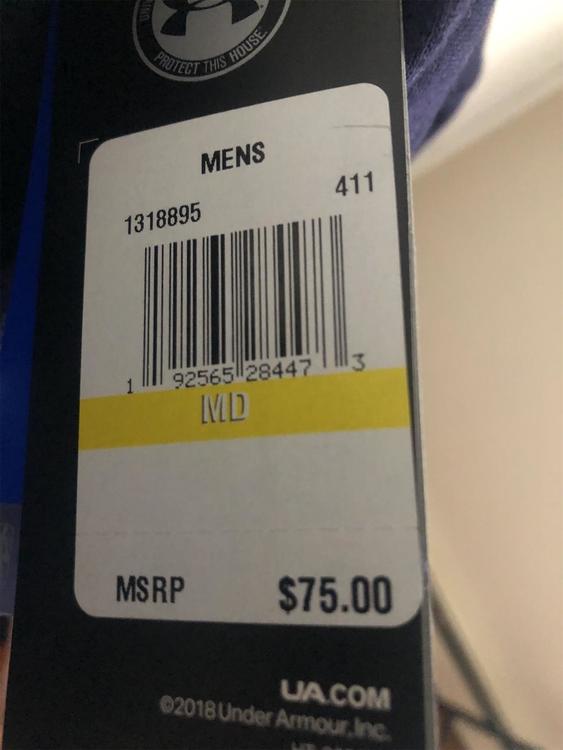 PROTECT THIS HOUSE.
MENS
411
1318895
1 92565 28447 3
MD
MSRP $75.00
UA.COM
©2018 Under Armour, Inc.